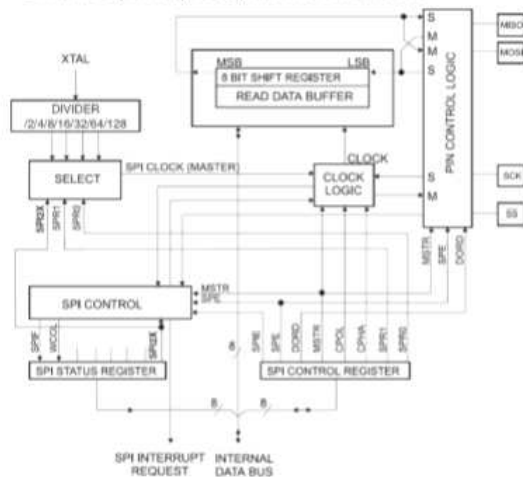 S
MISO
M
MOSI
M
S
XTAL
MSB
LSB
8 BIT SHIFT REGISTER
READ DATA BUFFER
DIVIDER
/2/4/8/16/32/64/128
PIN CONTROL LOGIC
SPI CLOCK (MASTER)
CLOCK
SELECT
CLOCK
LOGIC
S
M
SCK
SS
SPI2X
SPR1
SPR0
MSTR
SPE
DORD
SPI CONTROL
MSTR
SPE
SPIF
WCOL
SPI2X
SPIE
SPE
DORD
MSTR
CPOL
CPHA
SPR1
SPR0
8
SPI STATUS REGISTER
SPI CONTROL REGISTER
8
8
SPI INTERRUPT
REQUEST
INTERNAL
DATA BUS